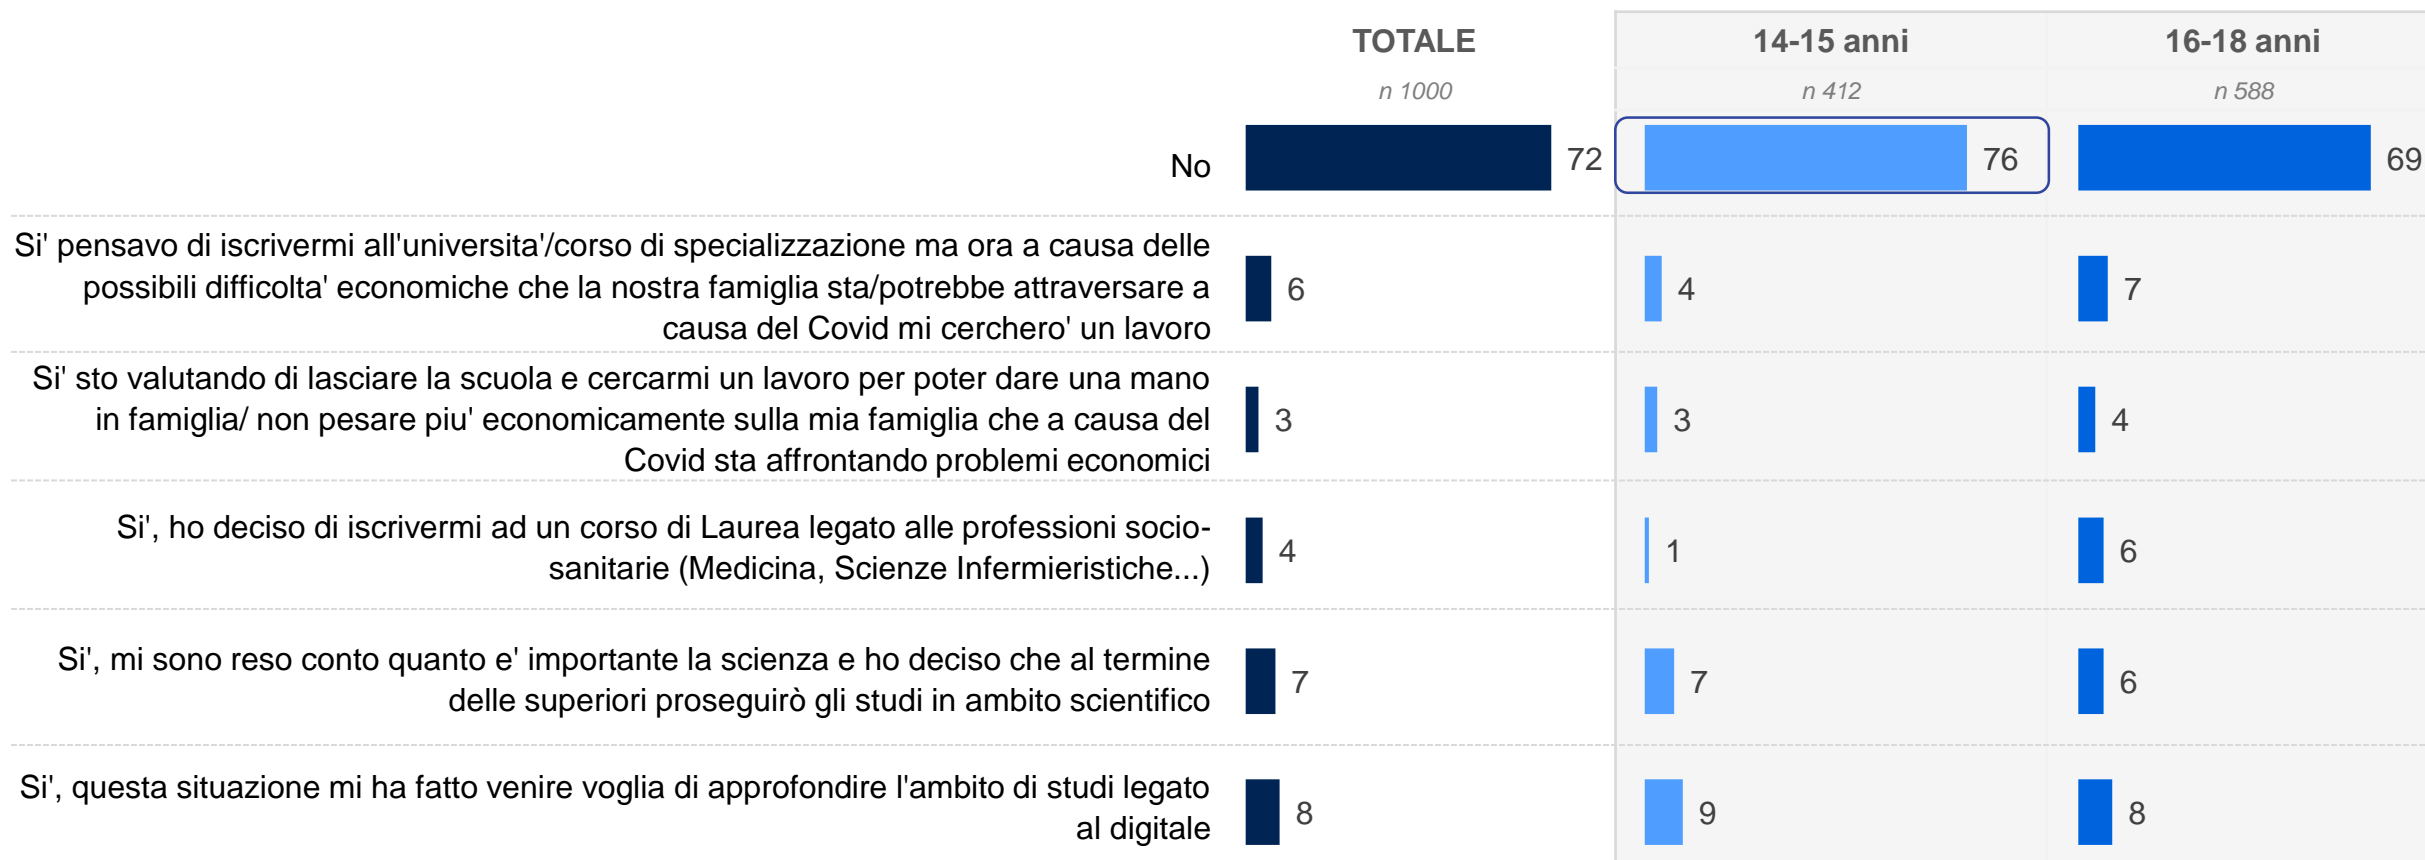 TOTALE 14-15 anni 16-18 anni
n 1000 n 412 n 588
No 72 76 69
Si' pensavo di iscrivermi all'universita'/corso di specializzazione ma ora a causa delle
possibili difficolta' economiche che la nostra famiglia sta/potrebbe attraversare a
causa del Covid mi cerchero' un lavoro
6 4 7
Si' sto valutando di lasciare la scuola e cercarmi un lavoro per poter dare una mano
in famiglia/ non pesare piu' economicamente sulla mia famiglia che a causa del
Covid sta affrontando problemi economici
3 3 4
Si', ho deciso di iscrivermi ad un corso di Laurea legato alle professioni socio-
sanitarie (Medicina, Scienze Infermieristiche...)
4 1 6
Si', mi sono reso conto quanto e' importante la scienza e ho deciso che al termine
delle superiori proseguirò gli studi in ambito scientifico
7 7 6
Si', questa situazione mi ha fatto venire voglia di approfondire l'ambito di studi legato
al digitale
8 9 8